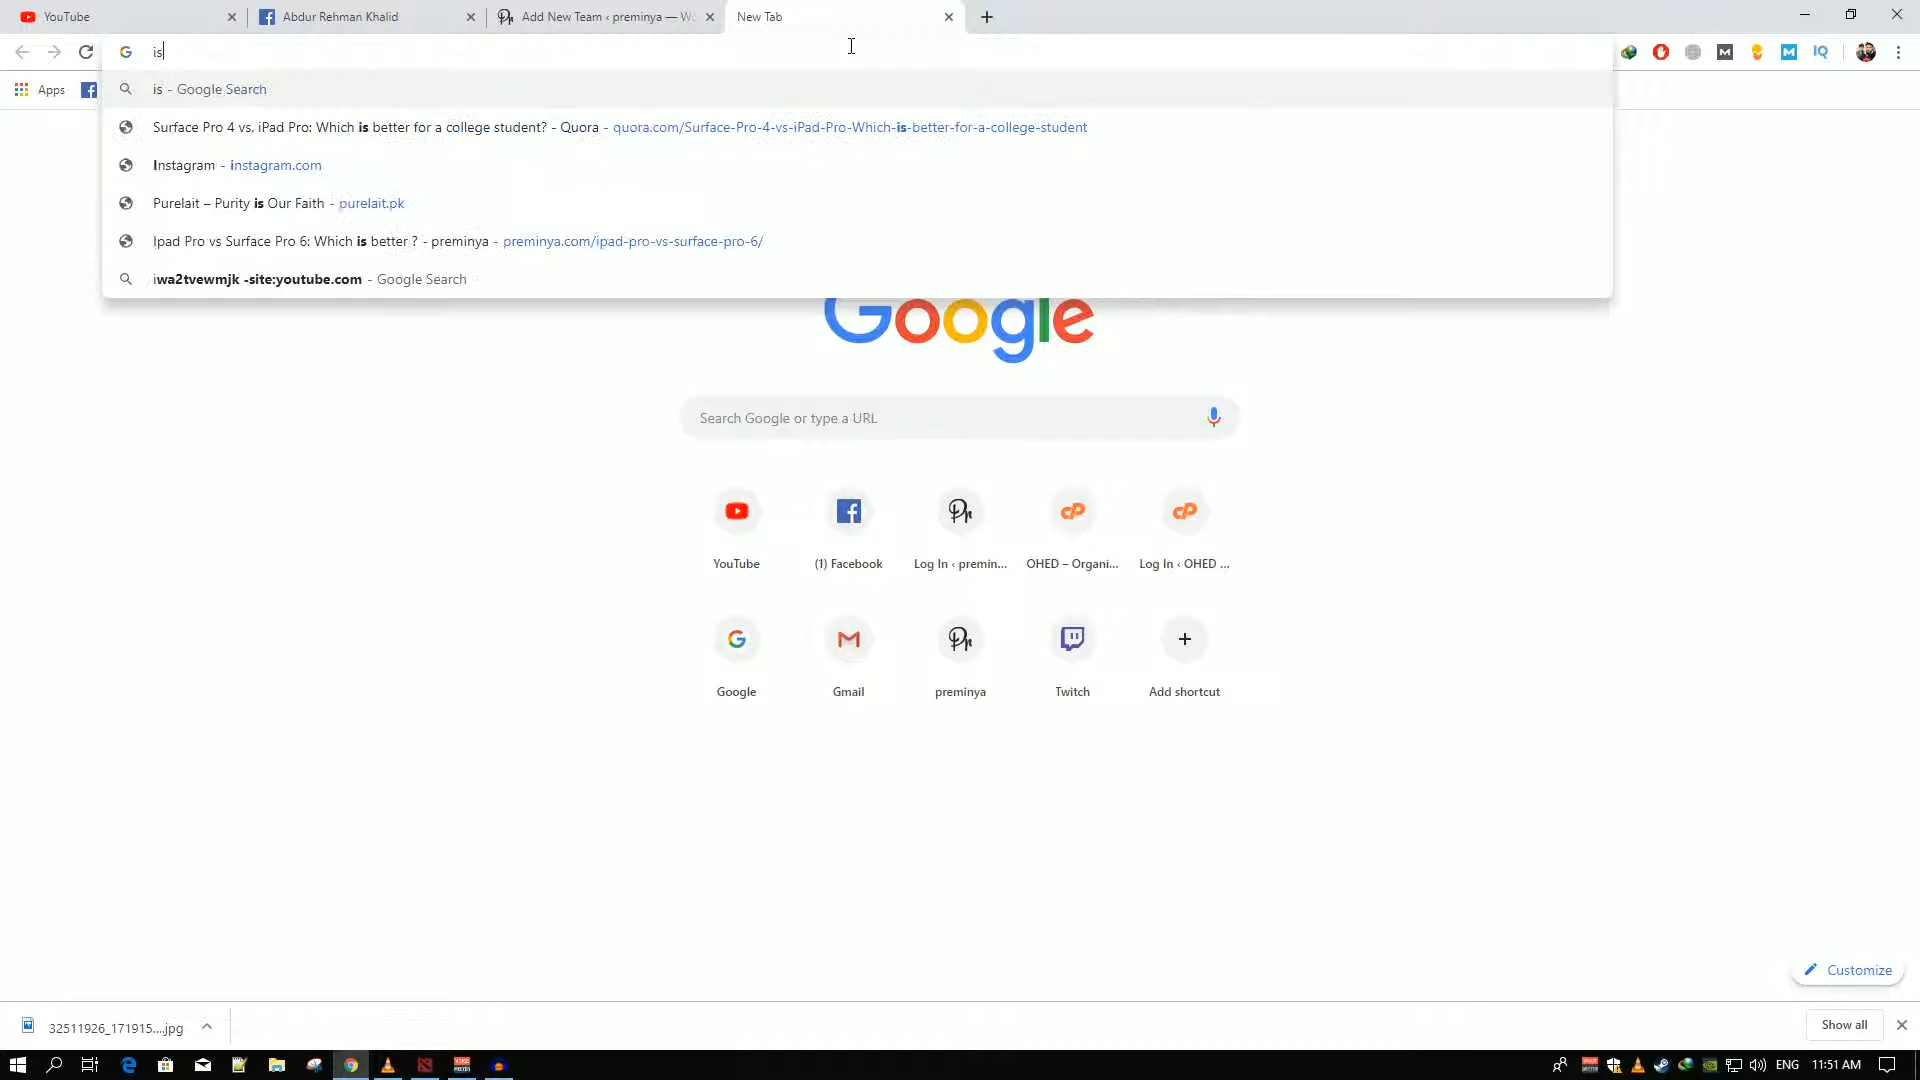 YouTube
Abdur Rehman Khalid
Add New Team ‹ preminya — Wo
New Tab
is
Apps
is - Google Search
Surface Pro 4 vs. iPad Pro: Which is better for a college student? - Quora - quora.com/Surface-Pro-4-vs-iPad-Pro-Which-is-better-for-a-college-student
Instagram - instagram.com
Purelait – Purity is Our Faith - purelait.pk
Ipad Pro vs Surface Pro 6: Which is better ? - preminya - preminya.com/ipad-pro-vs-surface-pro-6/
iwa2tvewmjk -site:youtube.com - Google Search
Google
Search Google or type a URL
YouTube
(1) Facebook
Log In ‹ premin...
OHED – Organi...
Log In ‹ OHED ...
Google
Gmail
preminya
Twitch
Add shortcut
Customize
32511926_171915....jpg
Show all
ENG
11:51 AM